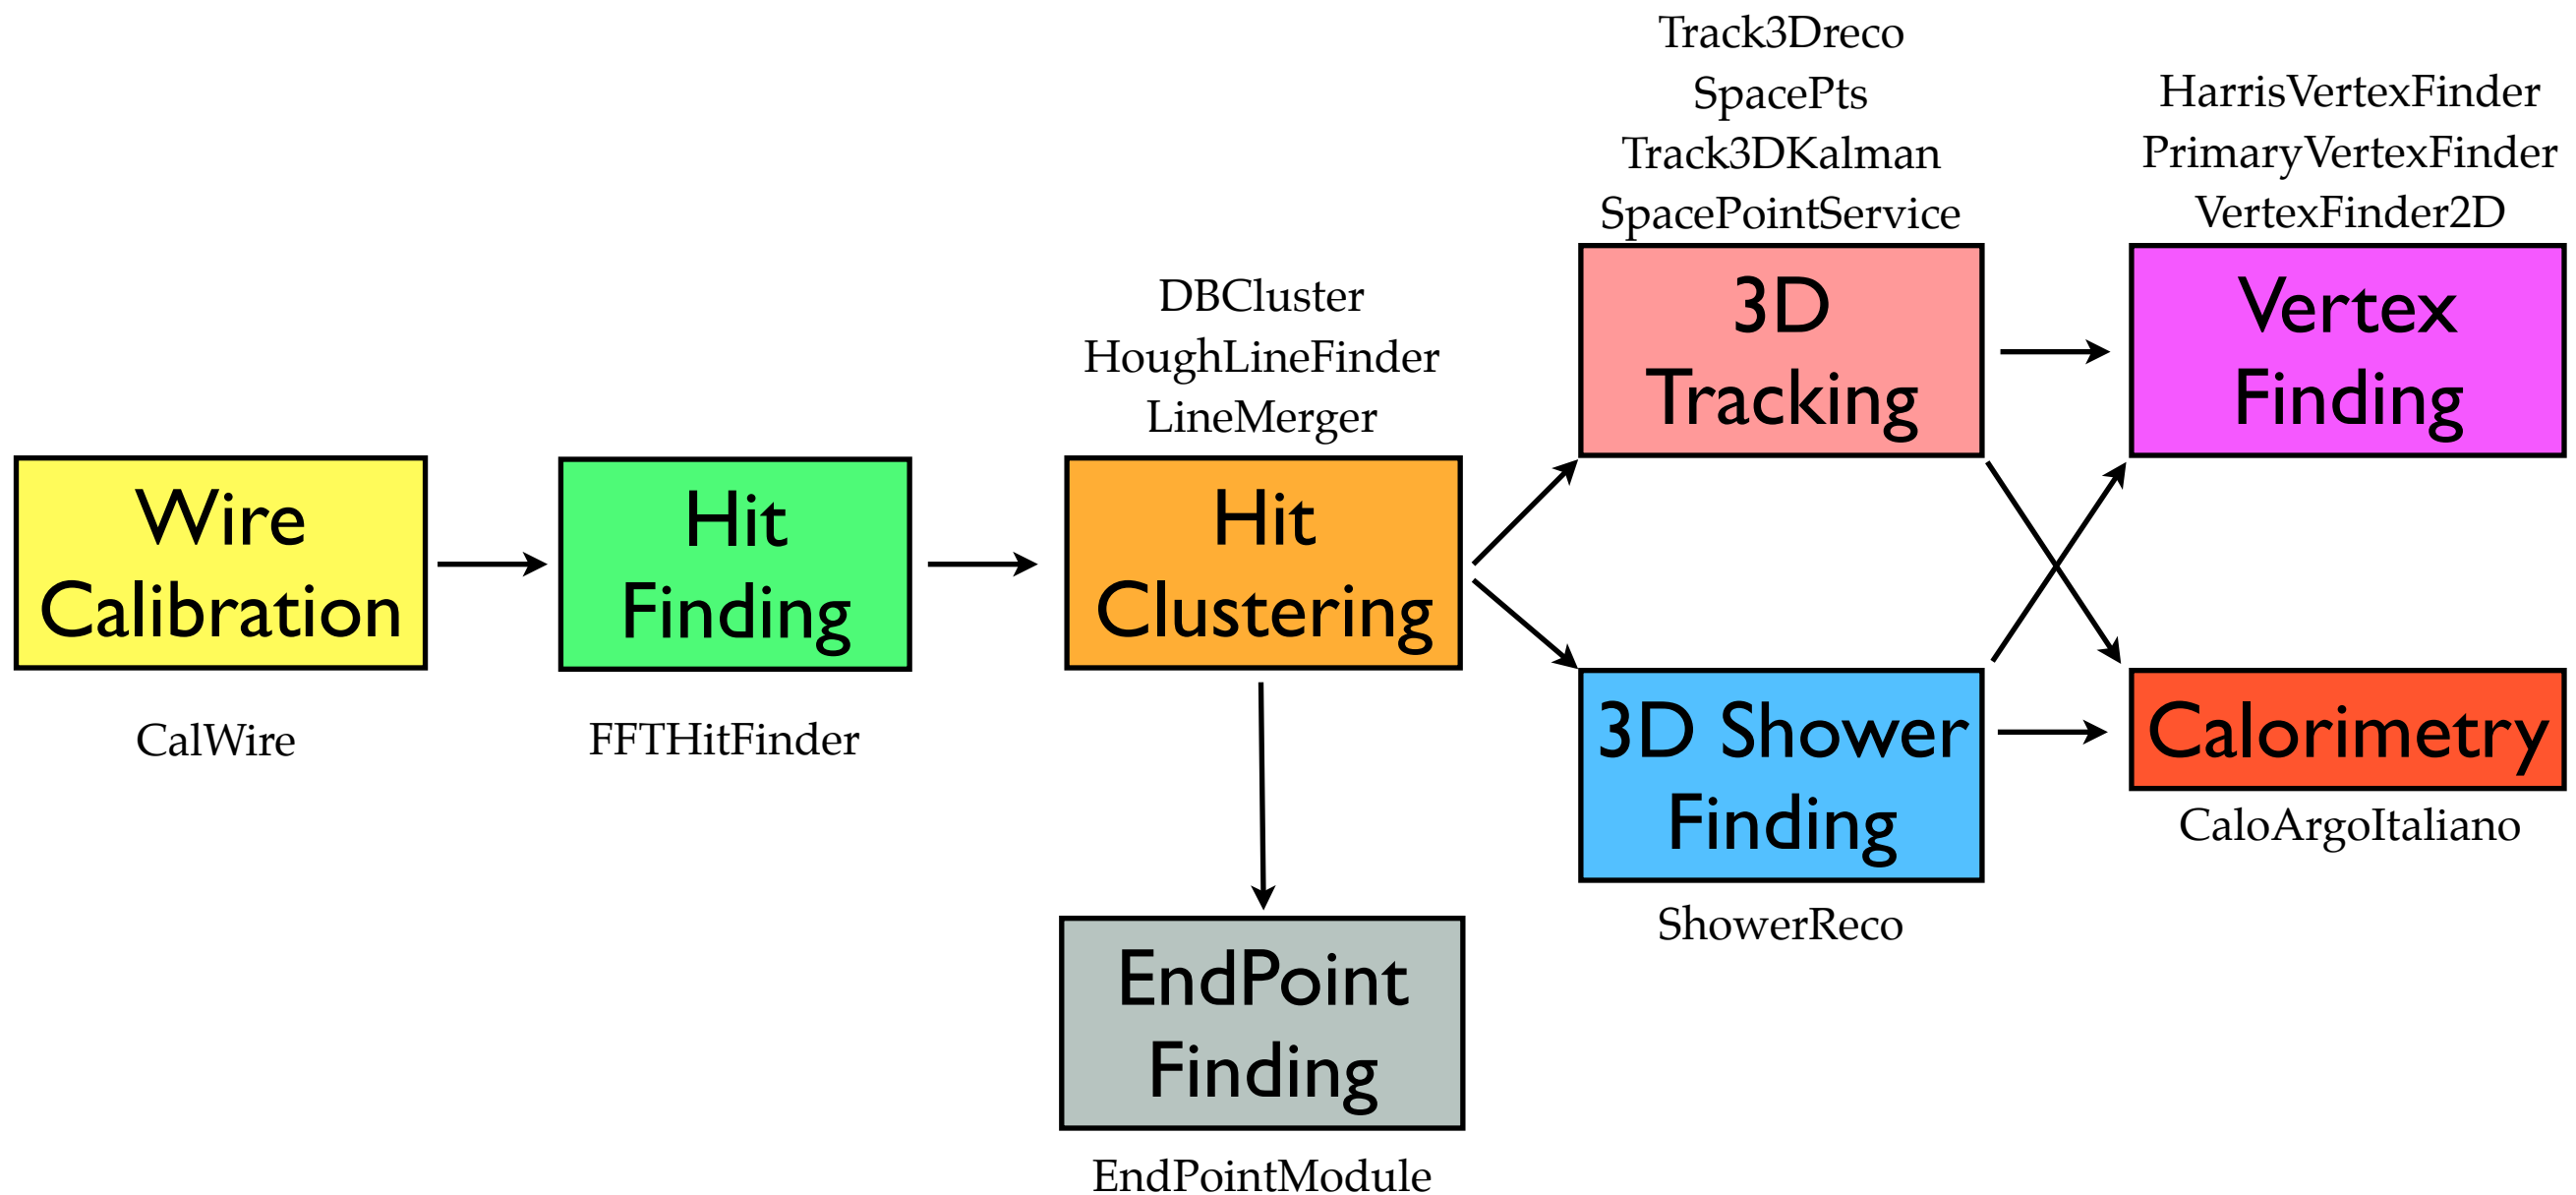 Track3Dreco
SpacePts
Track3DKalman
SpacePointService
HarrisVertexFinder
PrimaryVertexFinder
VertexFinder2D
DBCluster
HoughLineFinder
LineMerger
Wire
Calibration
CalWire
Hit
Finding
FFTHitFinder
Hit
Clustering
3D
Tracking
Vertex
Finding
3D Shower
Finding
ShowerReco
Calorimetry
CaloArgoItaliano
EndPoint
Finding
EndPointModule